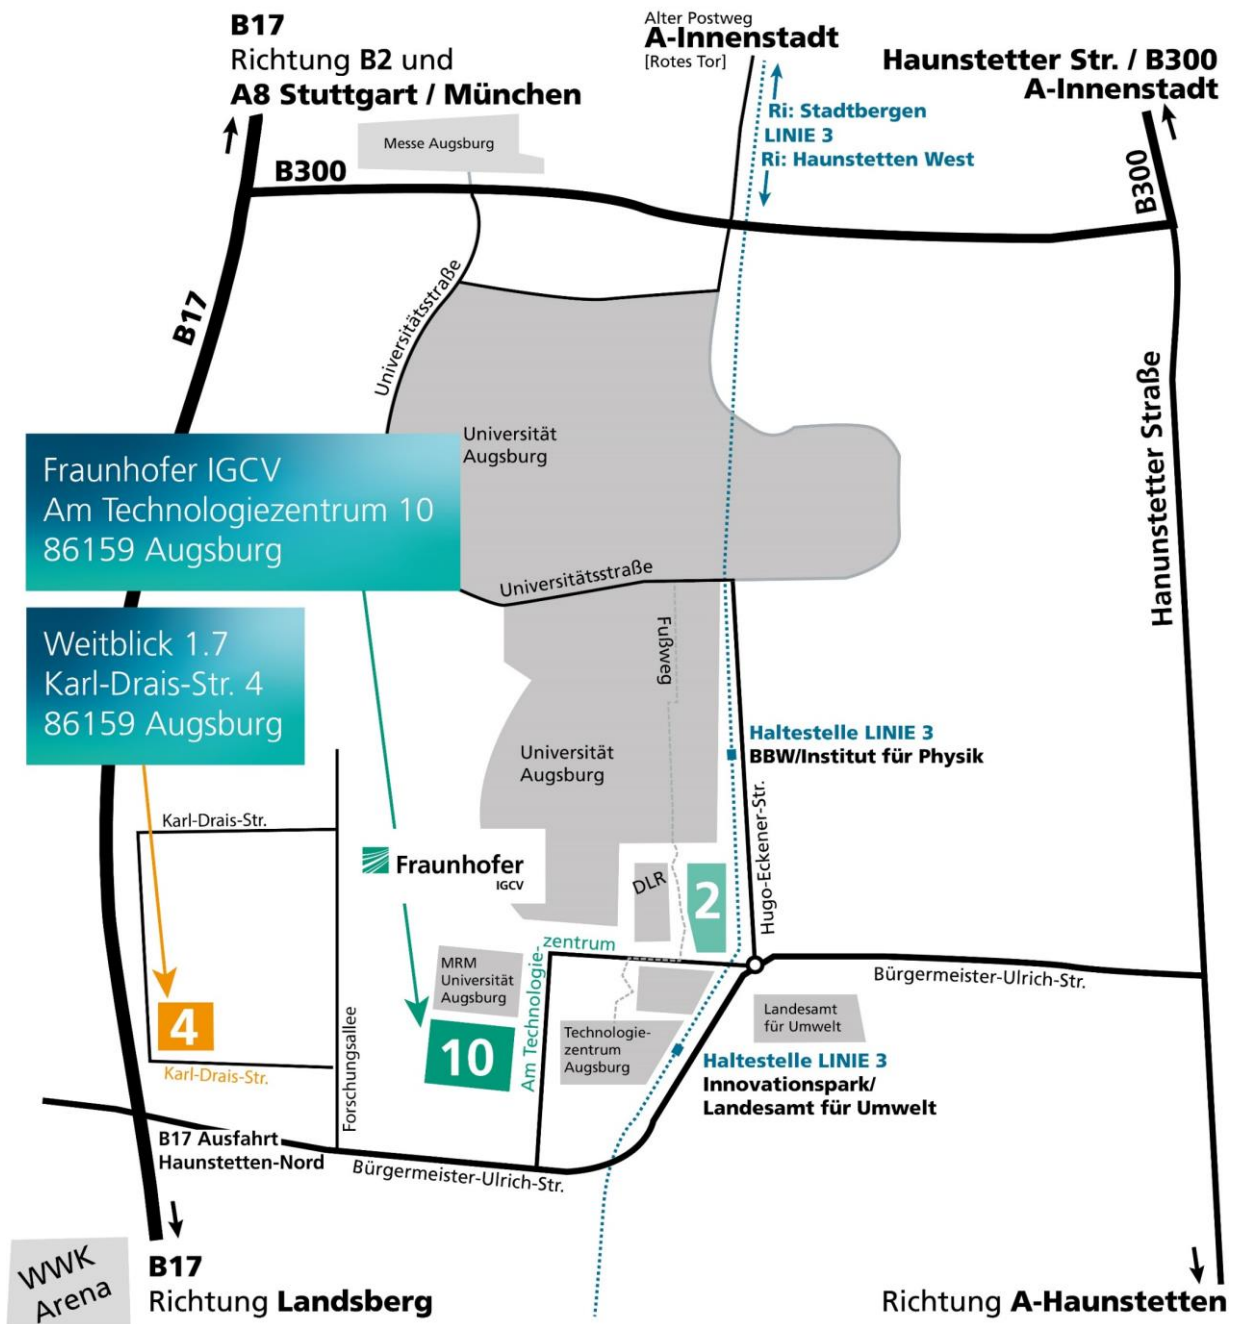 B17
Richtung B2 und
A8 Stuttgart / München
Alter Postweg
A-Innenstadt
[Rotes Tor]
Haunstetter Str. / B300
A-Innenstadt
Ri: Stadtbergen
LINIE 3
Ri: Haunstetten West
Messe Augsburg
B300
B300
B17
Universitätsstraße
Universität
Augsburg
Hanunstetter Straße
Fraunhofer IGCV
Am Technologiezentrum 10
86159 Augsburg
Universitätsstraße
Fußweg
Weitblick 1.7
Karl-Drais-Str. 4
86159 Augsburg
Universität
Augsburg
Haltestelle LINIE 3
BBW/Institut für Physik
Hugo-Eckener-Str.
Karl-Drais-Str.
Fraunhofer
IGCV
DLR
2
Am Technologie-
zentrum
MRM
Universität
Augsburg
Bürgermeister-Ulrich-Str.
4
10
Technologie-
zentrum
Augsburg
Landesamt
für Umwelt
Karl-Drais-Str.
Forschungsallee
Haltestelle LINIE 3
Innovationspark/
Landesamt für Umwelt
B17 Ausfahrt
Haunstetten-Nord
Bürgermeister-Ulrich-Str.
WWK
Arena
B17
Richtung Landsberg
Richtung A-Haunstetten